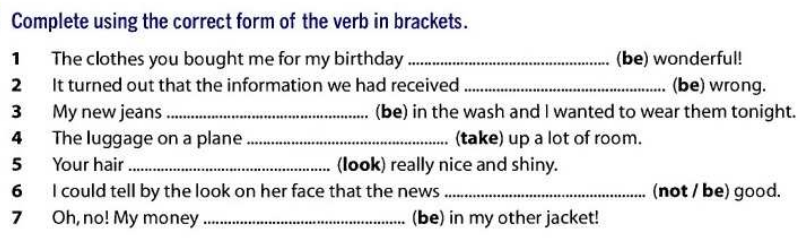 Complete using the correct form of the verb in brackets.
1 The clothes you bought me for my birthday ................................................ (be) wonderful!
2 It turned out that the information we had received ................................................ (be) wrong.
3 My new jeans ................................................ (be) in the wash and I wanted to wear them tonight.
4 The luggage on a plane ................................................ (take) up a lot of room.
5 Your hair ................................................ (look) really nice and shiny.
6 I could tell by the look on her face that the news ................................................ (not / be) good.
7 Oh, no! My money ................................................ (be) in my other jacket!